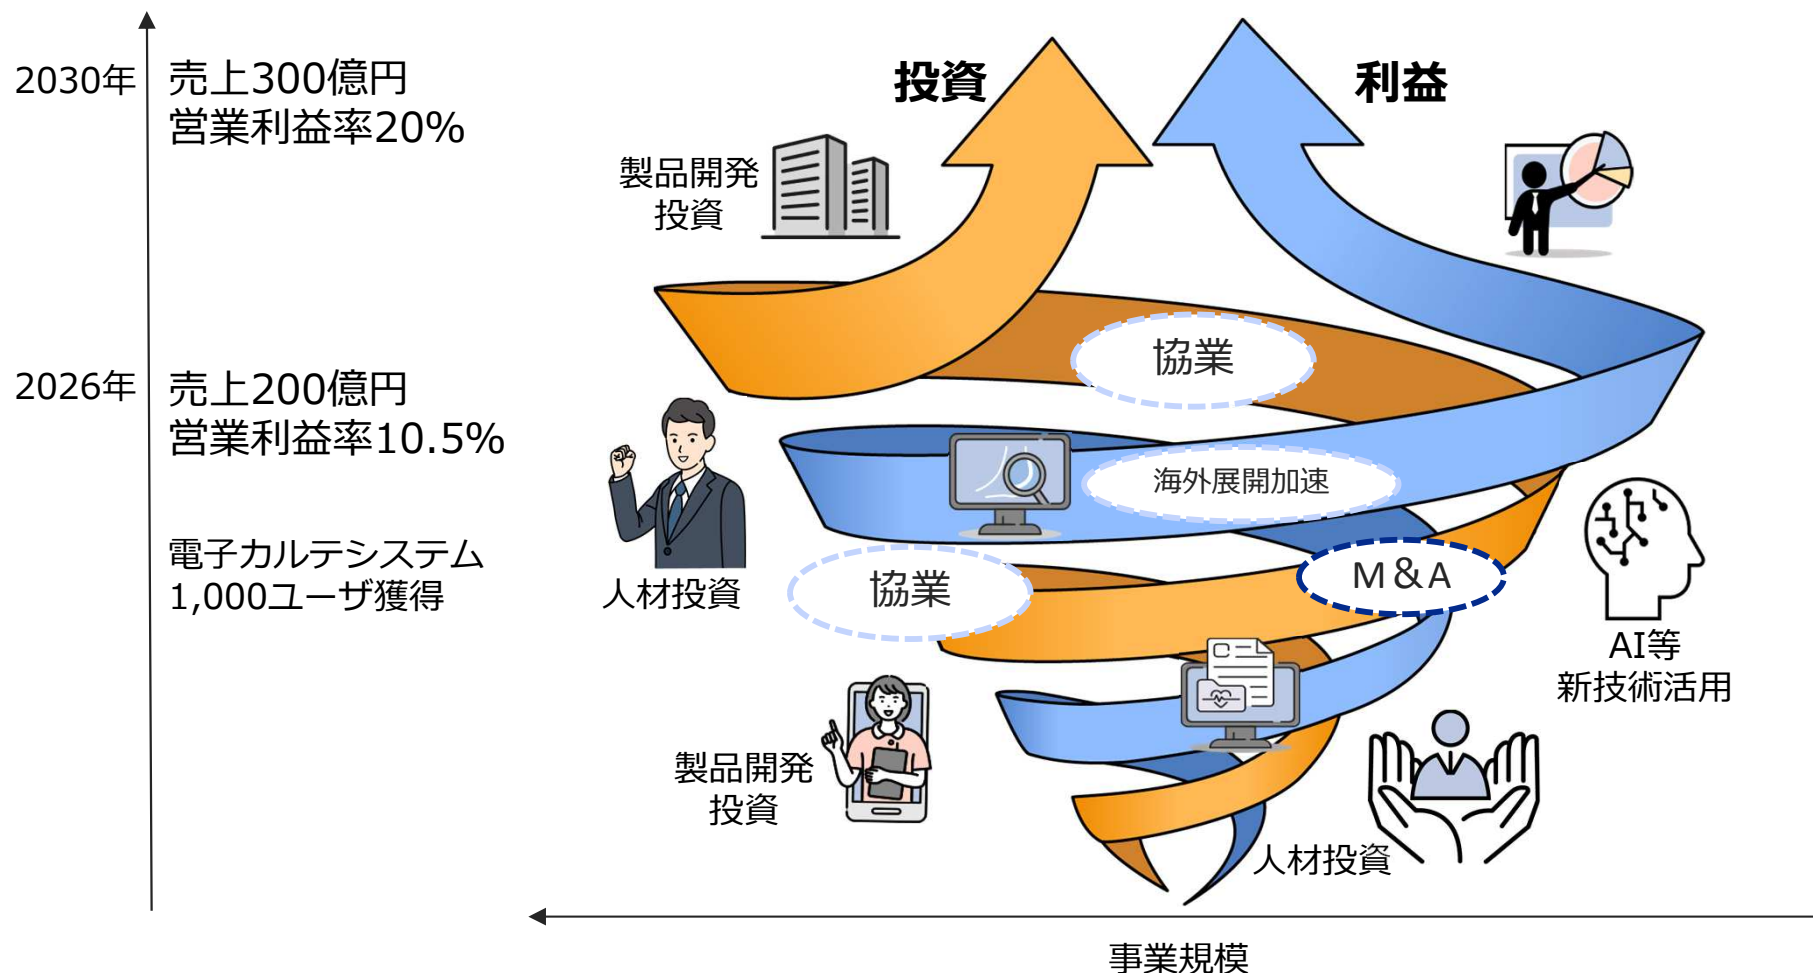 2030年
売上300億円
営業利益率20%
2026年
売上200億円
営業利益率10.5%
電子カルテシステム
1,000ユーザ獲得
投資
利益
製品開発
投資
協業
海外展開加速
人材投資
協業
M&A
AI等
新技術活用
製品開発
投資
人材投資
事業規模